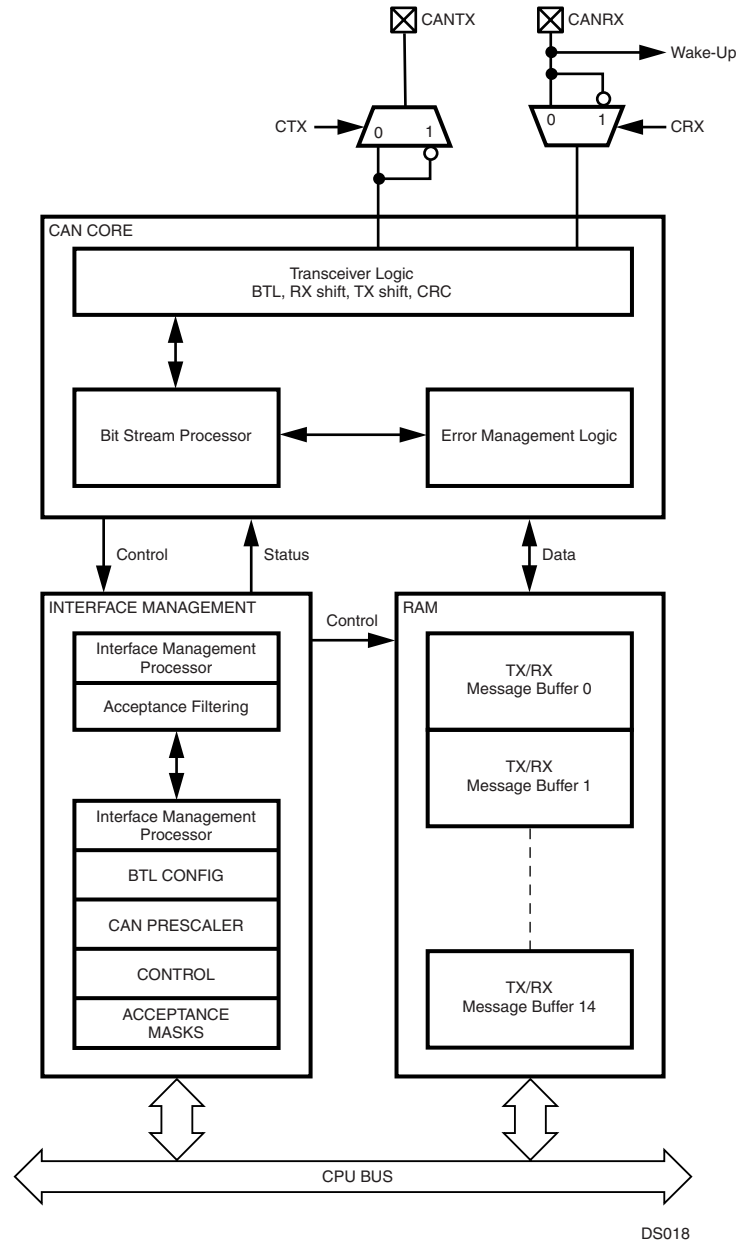 CANTX
CANRX
Wake-Up
CTX
0
1
0
1
CRX
CAN CORE
Transceiver Logic
BTL, RX shift, TX shift, CRC
Bit Stream Processor
Error Management Logic
Control
Status
Data
INTERFACE MANAGEMENT
Control
RAM
Interface Management
Processor
Acceptance Filtering
Interface Management
Processor
BTL CONFIG
CAN PRESCALER
CONTROL
ACCEPTANCE
MASKS
TX/RX
Message Buffer 0
TX/RX
Message Buffer 1
TX/RX
Message Buffer 14
CPU BUS
DS018